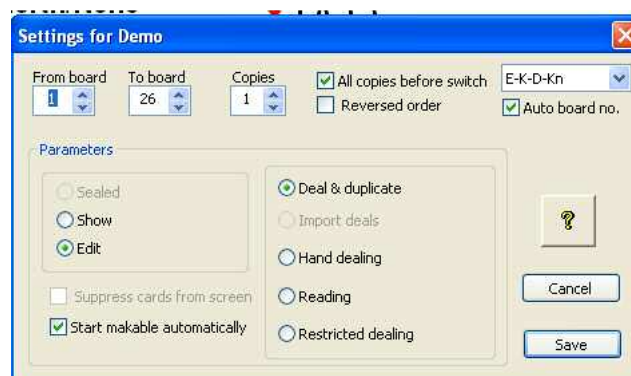 Settings for Demo
From board To board Copies
1 26 1
All copies before switch
Reversed order
E-K-D-Kn
Auto board no.
Parameters
Sealed
Show
Edit
Suppress cards from screen
Start makable automatically
Deal & duplicate
Import deals
Hand dealing
Reading
Restricted dealing
?
Cancel
Save